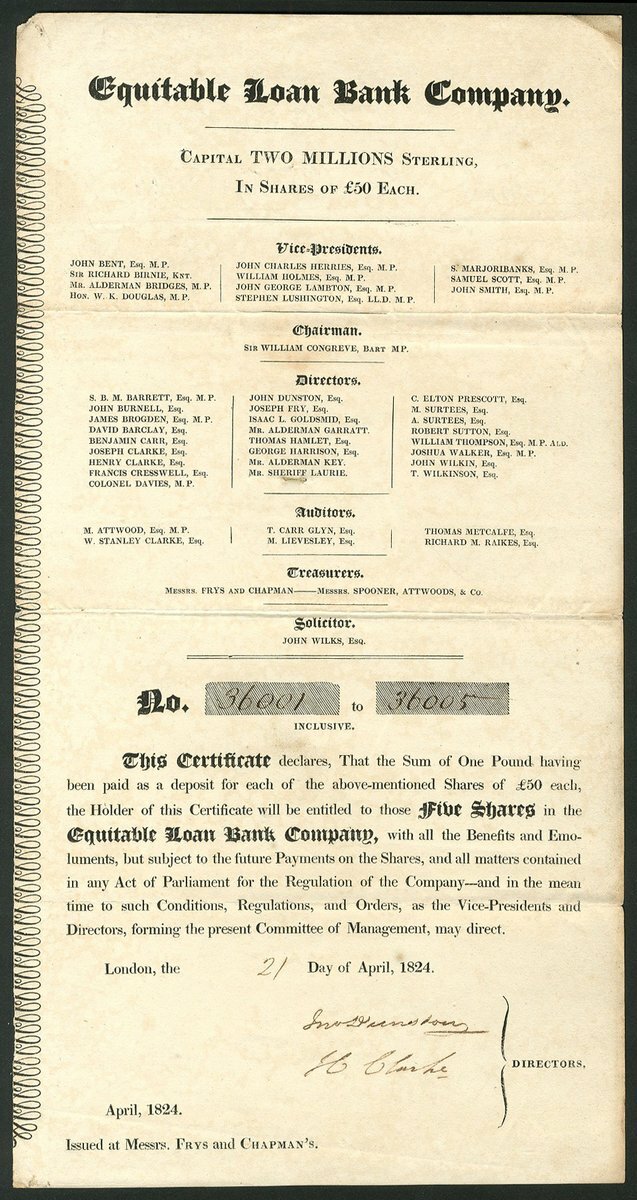 Equitable Loan Bank Company.
Capital TWO MILLIONS Sterling,
In Shares of £50 Each.
Vice-Presidents.
JOHN BENT, Esq. M. P.
Sir RICHARD BIRNIE, Knt.
Mr. ALDERMAN BRIDGES, M. P.
Hon. W. K. DOUGLAS, M. P.
JOHN CHARLES HERRIES, Esq. M. P.
WILLIAM HOLMES, Esq. M. P.
JOHN GEORGE LAMBTON, Esq. M. P.
STEPHEN LUSHINGTON, Esq. LL.D. M. P.
S. MARJORIBANKS, Esq. M. P.
SAMUEL SCOTT, Esq. M. P.
JOHN SMITH, Esq. M. P.
Chairman.
Sir WILLIAM CONGREVE, Bart MP.
Directors.
S. B. M. BARRETT, Esq. M. P.
JOHN BURNELL, Esq.
JAMES BROGDEN, Esq. M. P.
DAVID BARCLAY, Esq.
BENJAMIN CARR, Esq.
JOSEPH CLARKE, Esq.
HENRY CLARKE, Esq.
FRANCIS CRESSWELL, Esq.
COLONEL DAVIES, M. P.
JOHN DUNSTON, Esq.
JOSEPH FRY, Esq.
ISAAC L. GOLDSMID, Esq.
Mr. ALDERMAN GARRATT.
THOMAS HAMLET, Esq.
GEORGE HARRISON, Esq.
Mr. ALDERMAN KEY.
Mr. SHERIFF LAURIE.
C. ELTON PRESCOTT, Esq.
M. SURTEES, Esq.
A. SURTEES, Esq.
ROBERT SUTTON, Esq.
WILLIAM THOMPSON, Esq. M. P. Ald.
JOSHUA WALKER, Esq. M. P.
JOHN WILKIN, Esq.
T. WILKINSON, Esq.
Auditors.
M. ATTWOOD, Esq. M. P.
W. STANLEY CLARKE, Esq.
T. CARR GLYN, Esq.
M. LIEVESLEY, Esq.
THOMAS METCALFE, Esq.
RICHARD M. RAIKES, Esq.
Treasurers.
Messrs. FRYS and CHAPMAN——Messrs. SPOONER, ATTWOODS, & Co.
Solicitor.
JOHN WILKS, Esq.
No. 36001 to 36005
INCLUSIVE.
This Certificate declares, That the Sum of One Pound having
been paid as a deposit for each of the above-mentioned Shares of £50 each,
the Holder of this Certificate will be entitled to those Five Shares in the
Equitable Loan Bank Company, with all the Benefits and Emo-
luments, but subject to the future Payments on the Shares, and all matters contained
in any Act of Parliament for the Regulation of the Company—and in the mean
time to such Conditions, Regulations, and Orders, as the Vice-Presidents and
Directors, forming the present Committee of Management, may direct.
London, the 21 Day of April, 1824.
Jno Dunston
H Clarke
DIRECTORS.
April, 1824.
Issued at Messrs. Frys and Chapman's.